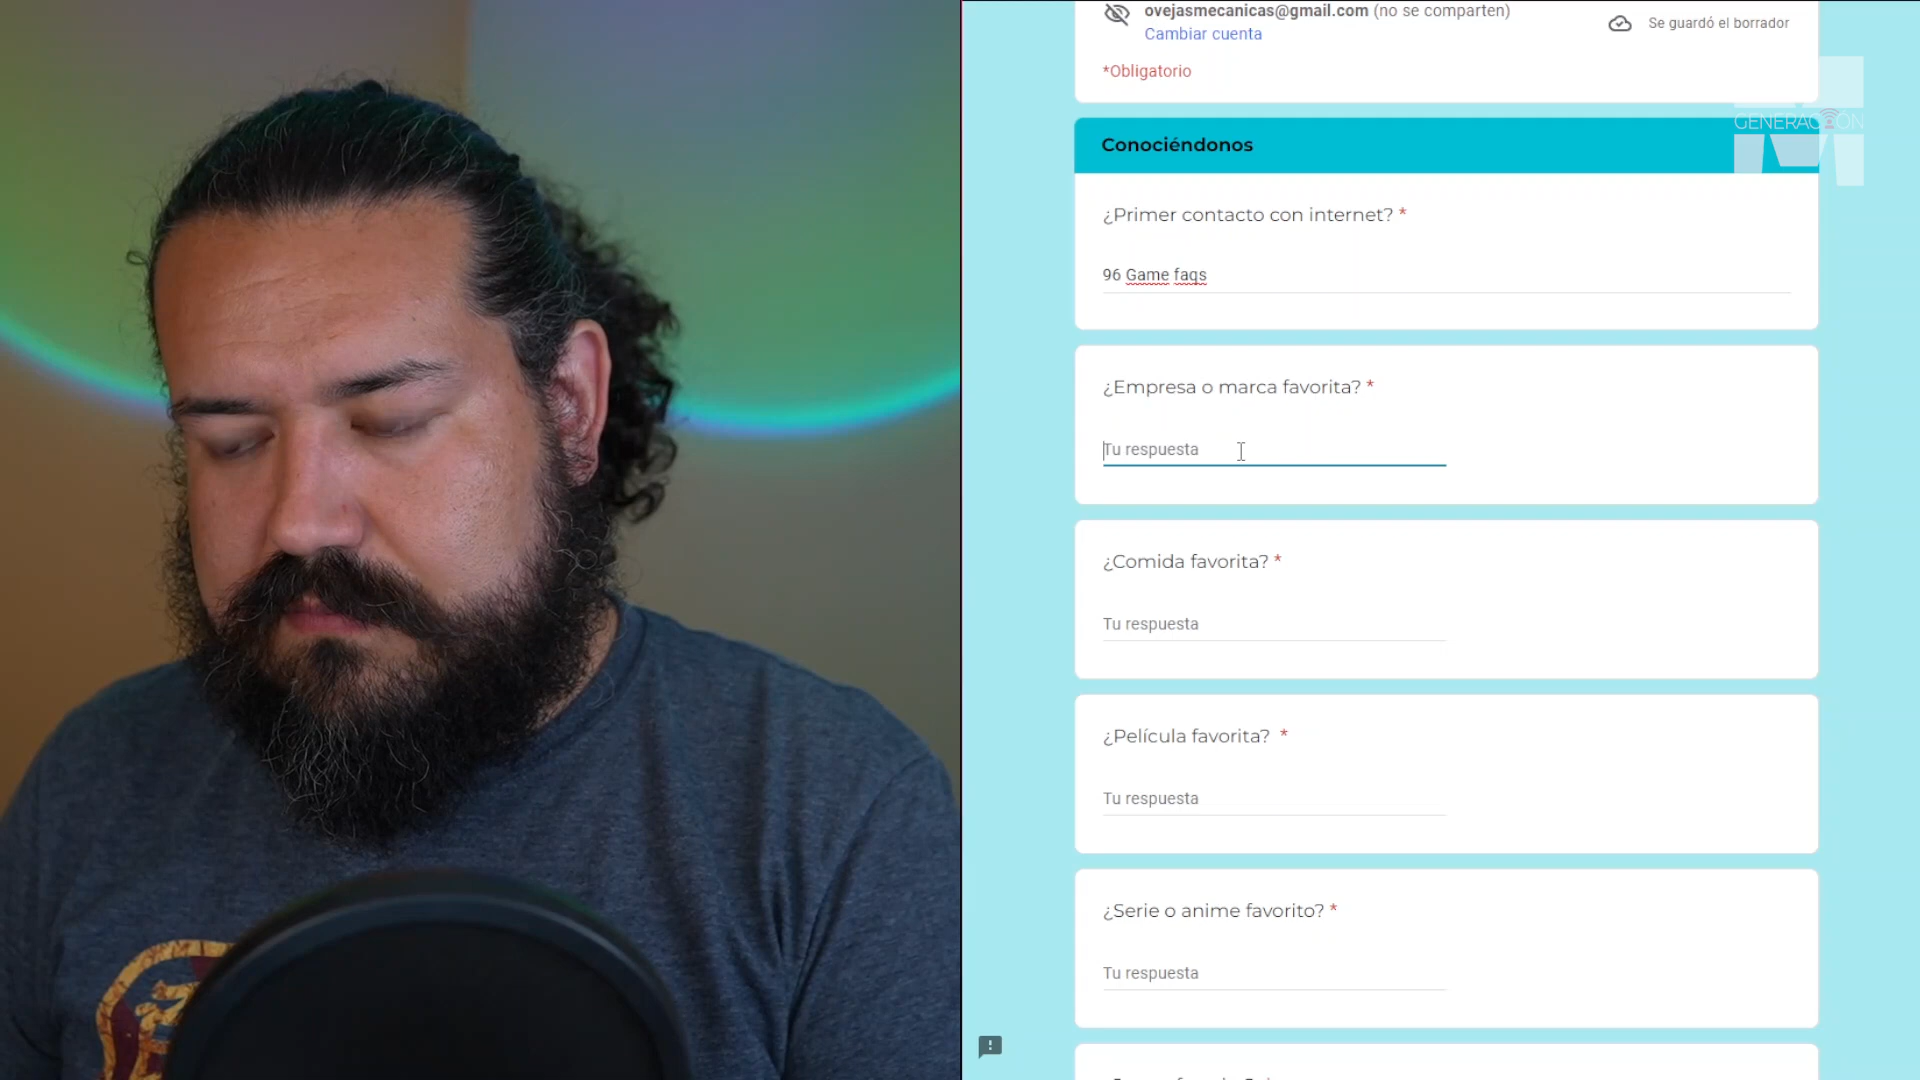 ovejasmecanicas@gmail.com (no se comparten)
Cambiar cuenta
Se guardó el borrador
*Obligatorio
GENERACIÓN
Conociéndonos
¿Primer contacto con internet? *
96 Game faqs
¿Empresa o marca favorita? *
Tu respuesta
¿Comida favorita? *
Tu respuesta
¿Película favorita? *
Tu respuesta
¿Serie o anime favorito? *
Tu respuesta